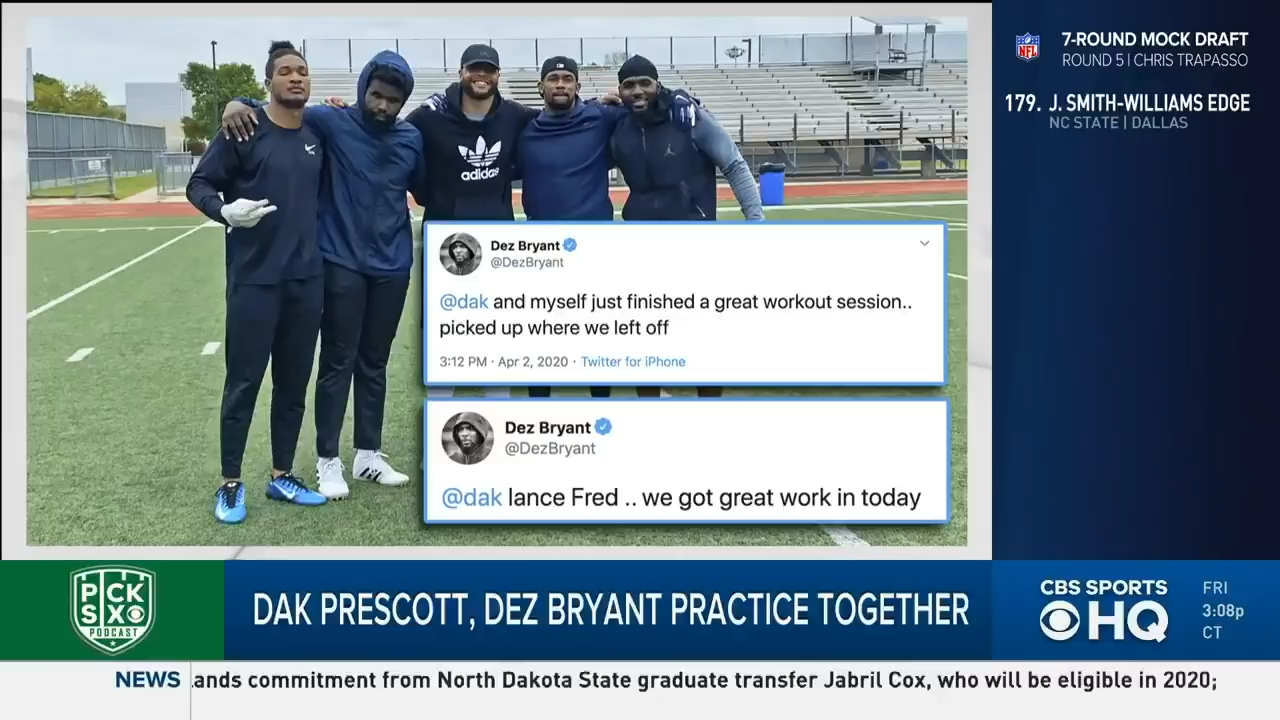 7-ROUND MOCK DRAFT
ROUND 5 | CHRIS TRAPASSO
NFL
179. J. SMITH-WILLIAMS EDGE
NC STATE | DALLAS
adidas
Dez Bryant
@DezBryant
@dak and myself just finished a great workout session..
picked up where we left off
3:12 PM · Apr 2, 2020 · Twitter for iPhone
Dez Bryant
@DezBryant
@dak lance Fred .. we got great work in today
PICK
SIX
PODCAST
DAK PRESCOTT, DEZ BRYANT PRACTICE TOGETHER
CBS SPORTS
HQ
FRI
3:08p
CT
NEWS
ands commitment from North Dakota State graduate transfer Jabril Cox, who will be eligible in 2020;